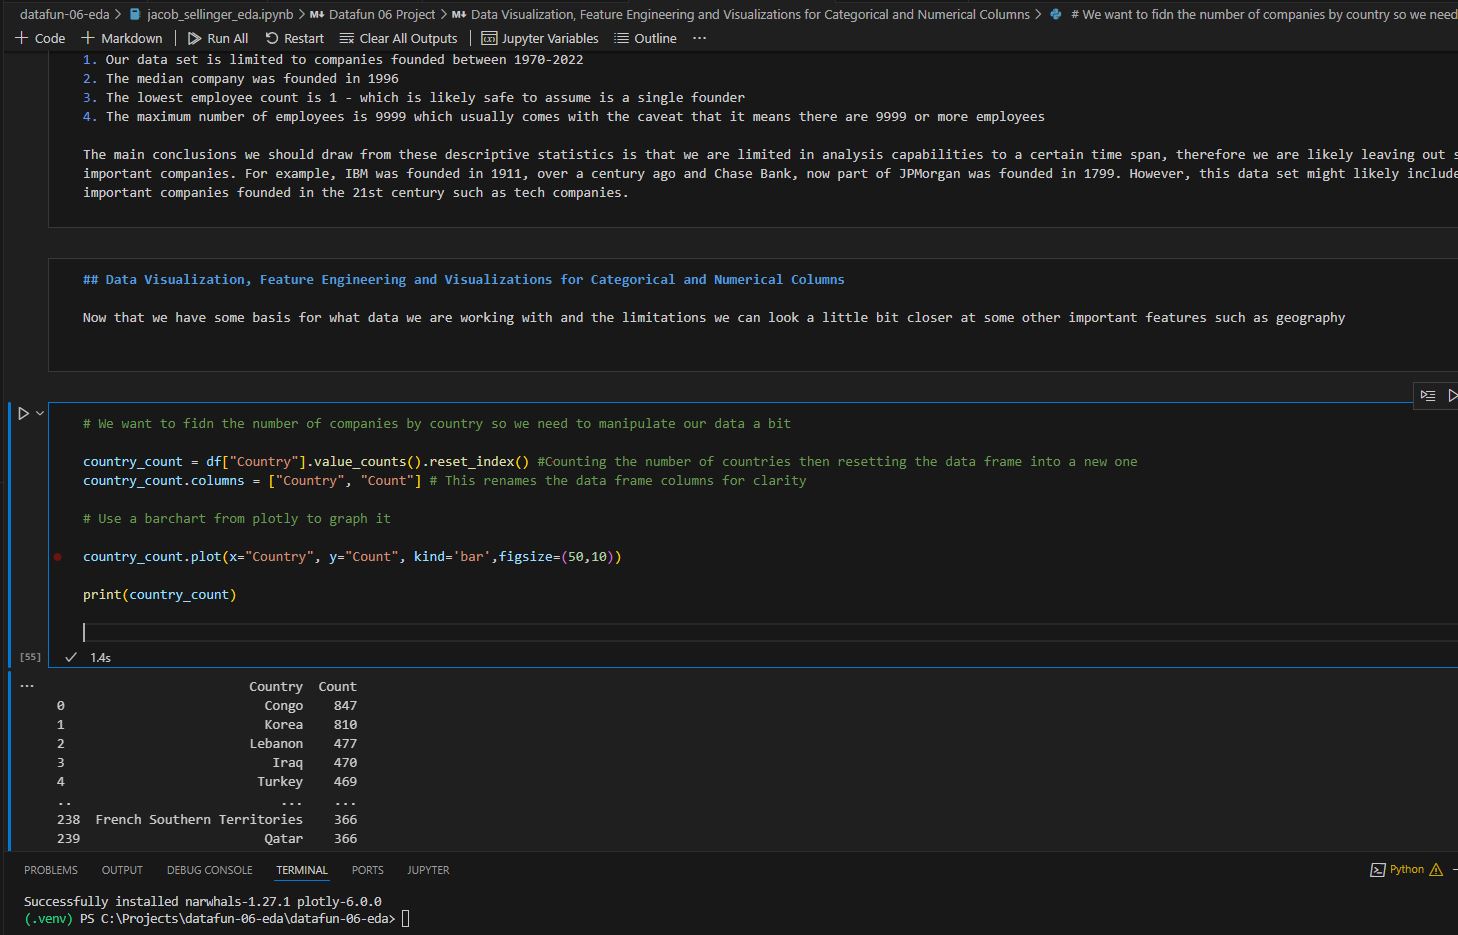 datafun-06-eda > jacob_sellinger_eda.ipynb > M↓ Datafun 06 Project > M↓ Data Visualization, Feature Engineering and Visualizations for Categorical and Numerical Columns > # We want to fidn the number of companies by country so we need
+ Code + Markdown | Run All Restart Clear All Outputs | Jupyter Variables Outline ...
1. Our data set is limited to companies founded between 1970-2022
2. The median company was founded in 1996
3. The lowest employee count is 1 - which is likely safe to assume is a single founder
4. The maximum number of employees is 9999 which usually comes with the caveat that it means there are 9999 or more employees
The main conclusions we should draw from these descriptive statistics is that we are limited in analysis capabilities to a certain time span, therefore we are likely leaving out
important companies. For example, IBM was founded in 1911, over a century ago and Chase Bank, now part of JPMorgan was founded in 1799. However, this data set might likely include
important companies founded in the 21st century such as tech companies.
## Data Visualization, Feature Engineering and Visualizations for Categorical and Numerical Columns
Now that we have some basis for what data we are working with and the limitations we can look a little bit closer at some other important features such as geography
# We want to fidn the number of companies by country so we need to manipulate our data a bit
country_count = df["Country"].value_counts().reset_index() #Counting the number of countries then resetting the data frame into a new one
country_count.columns = ["Country", "Count"] # This renames the data frame columns for clarity
# Use a barchart from plotly to graph it
country_count.plot(x="Country", y="Count", kind='bar',figsize=(50,10))
print(country_count)
[55] ✓ 1.4s
... Country Count
0 Congo 847
1 Korea 810
2 Lebanon 477
3 Iraq 470
4 Turkey 469
.. ... ...
238 French Southern Territories 366
239 Qatar 366
PROBLEMS OUTPUT DEBUG CONSOLE TERMINAL PORTS JUPYTER Python
Successfully installed narwhals-1.27.1 plotly-6.0.0
(.venv) PS C:\Projects\datafun-06-eda\datafun-06-eda>